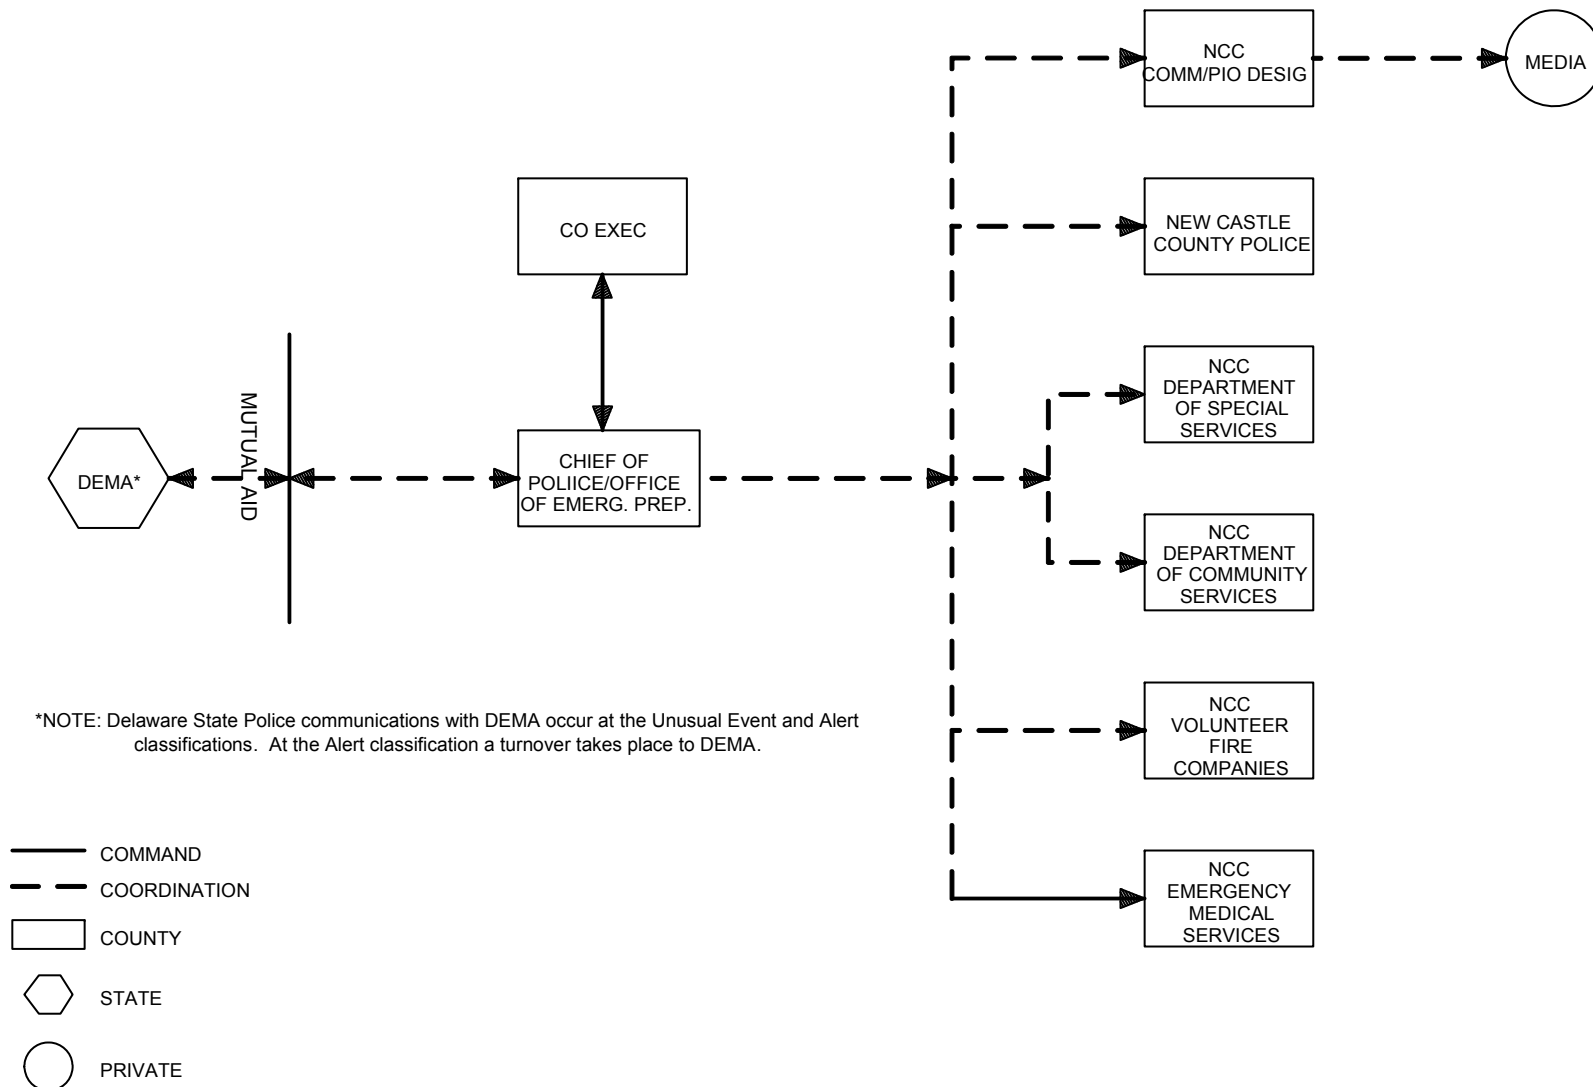 NCC
COMM/PIO DESIG
MEDIA
CO EXEC
NEW CASTLE
COUNTY POLICE
NCC
DEPARTMENT
OF SPECIAL
SERVICES
MUTUAL AID
DEMA*
CHIEF OF
POLIICE/OFFICE
OF EMERG. PREP.
NCC
DEPARTMENT
OF COMMUNITY
SERVICES
NCC
VOLUNTEER
FIRE
COMPANIES
NCC
EMERGENCY
MEDICAL
SERVICES
*NOTE: Delaware State Police communications with DEMA occur at the Unusual Event and Alert
classifications. At the Alert classification a turnover takes place to DEMA.
COMMAND
COORDINATION
COUNTY
STATE
PRIVATE